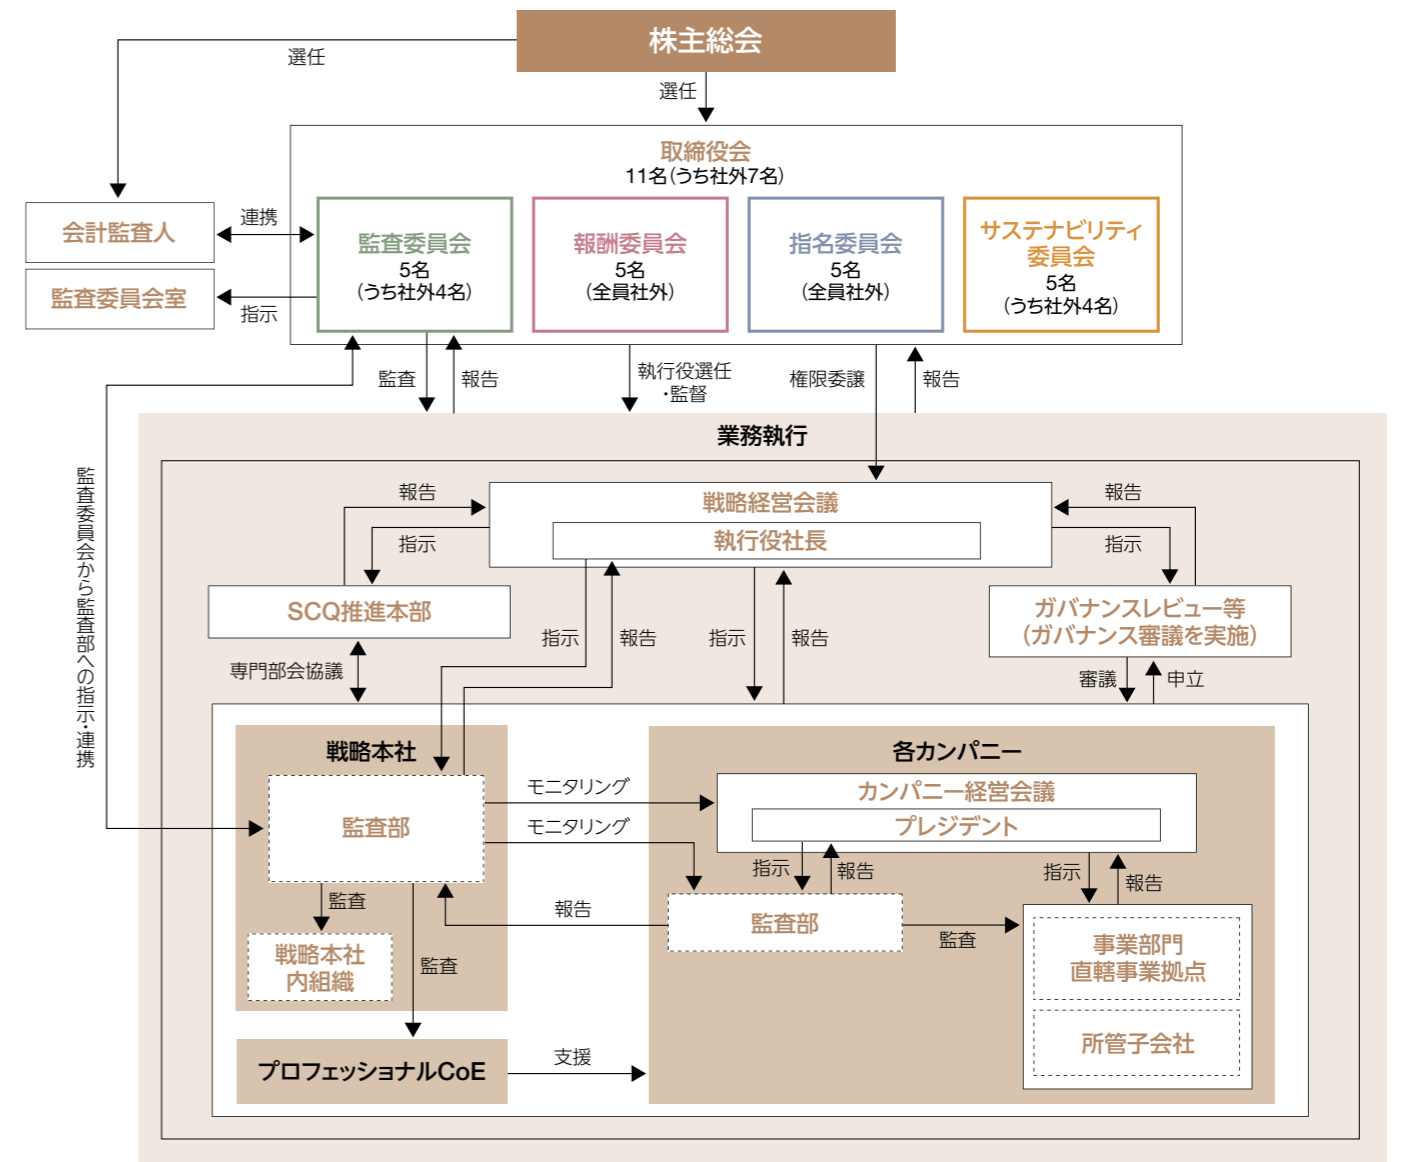 株主総会
選任
選任
取締役会
11名(うち社外7名)
会計監査人
連携
監査委員会
5名
(うち社外4名)
報酬委員会
5名
(全員社外)
指名委員会
5名
(全員社外)
サステナビリティ
委員会
5名
(うち社外4名)
監査委員会室
指示
監査
報告
執行役選任
・監督
権限委譲
報告
監査委員会から監査部への指示・連携
業務執行
戦略経営会議
執行役社長
報告
指示
報告
指示
SCQ推進本部
ガバナンスレビュー等
(ガバナンス審議を実施)
指示
報告
指示
報告
専門部会協議
審議
申立
戦略本社
監査部
監査
戦略本社
内組織
監査
モニタリング
モニタリング
報告
各カンパニー
カンパニー経営会議
プレジデント
指示
報告
指示
報告
監査部
監査
事業部門
直轄事業拠点
所管子会社
プロフェッショナルCoE
支援